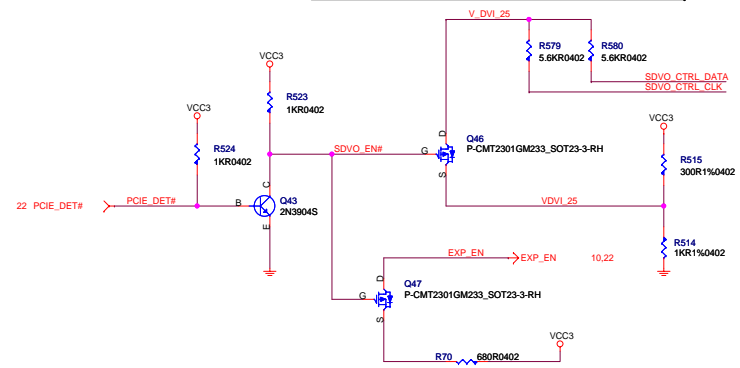 V_DVI_25
R579
5.6KR0402
R580
5.6KR0402
SDVO_CTRL_DATA
SDVO_CTRL_CLK
VCC3
R523
1KR0402
VCC3
R524
1KR0402
VCC3
R515
300R1%0402
D
Q46
P-CMT2301GM233_SOT23-3-RH
G
S
SDVO_EN#
C
Q43
2N3904S
B
E
22 PCIE_DET#
PCIE_DET#
VDVI_25
R514
1KR1%0402
EXP_EN
EXP_EN
10,22
D
Q47
P-CMT2301GM233_SOT23-3-RH
G
S
VCC3
R70
680R0402